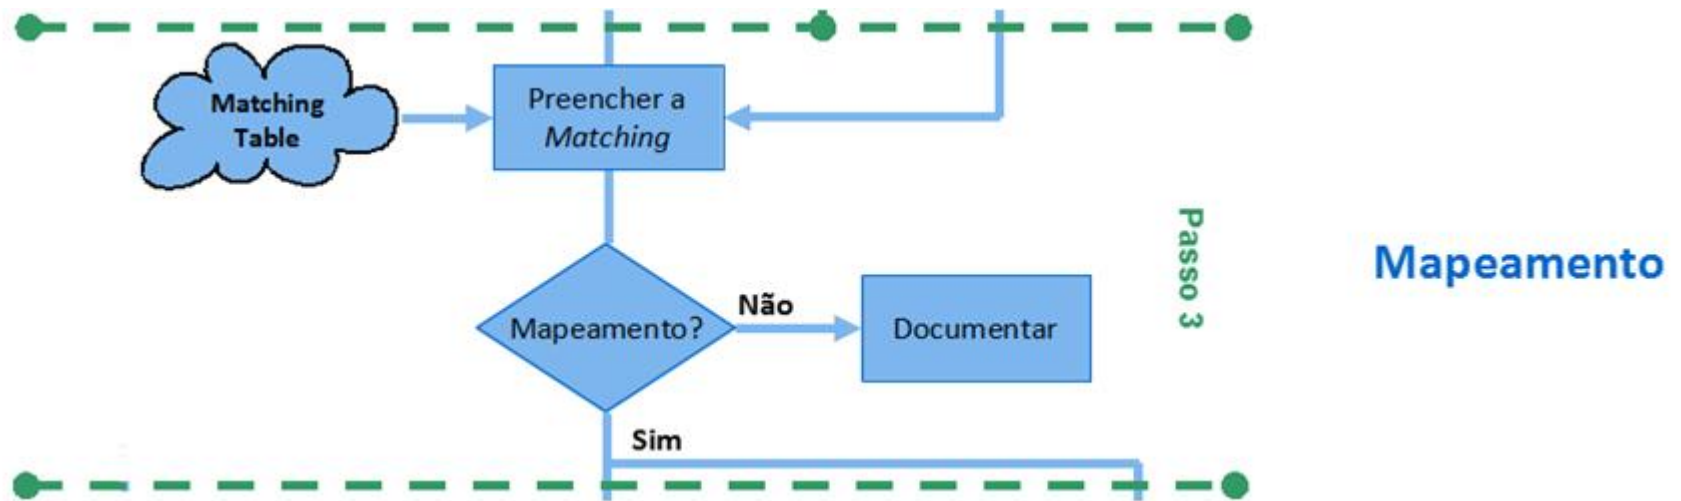 Matching
Table
Preencher a
Matching
Mapeamento?
Não
Documentar
Sim
Passo 3
Mapeamento